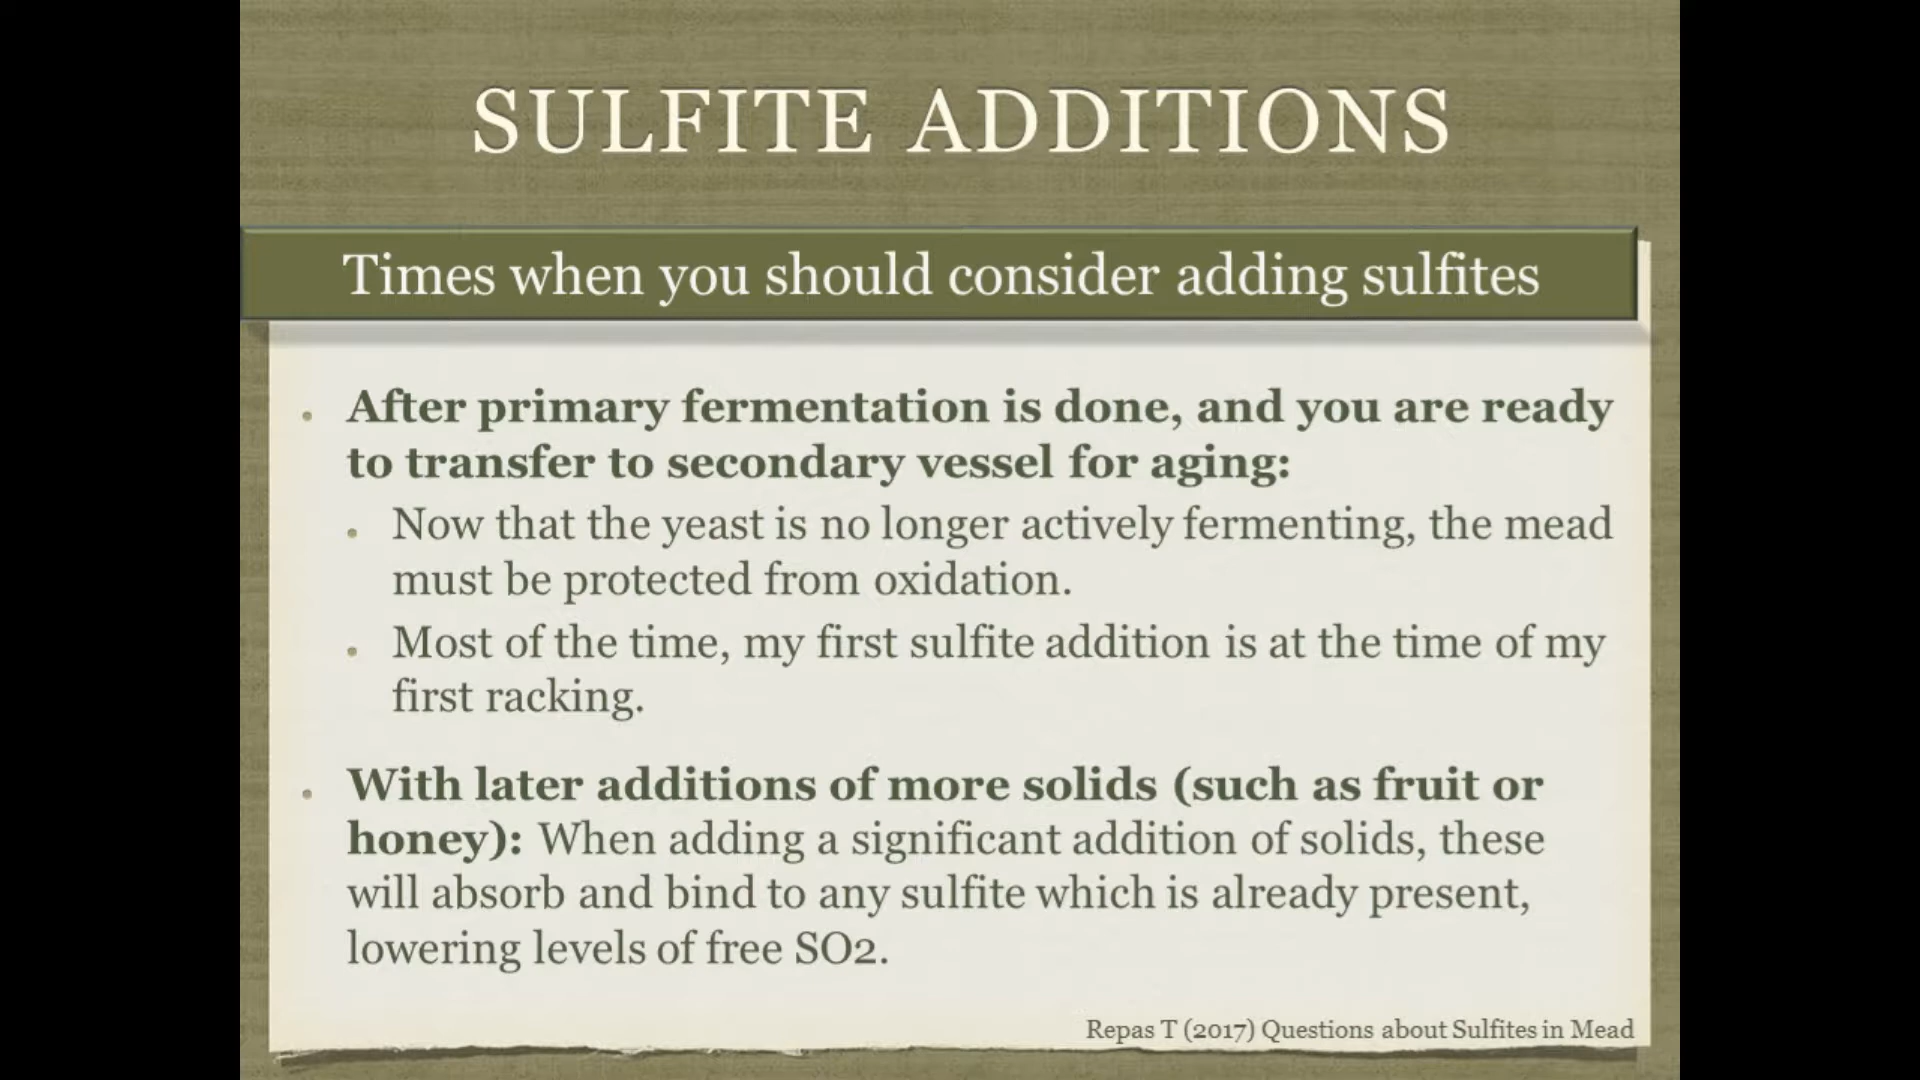 SULFITE ADDITIONS
Times when you should consider adding sulfites
After primary fermentation is done, and you are ready
to transfer to secondary vessel for aging:
Now that the yeast is no longer actively fermenting, the mead
must be protected from oxidation.
Most of the time, my first sulfite addition is at the time of my
first racking.
With later additions of more solids (such as fruit or
honey): When adding a significant addition of solids, these
will absorb and bind to any sulfite which is already present,
lowering levels of free SO2.
Repas T (2017) Questions about Sulfites in Mead